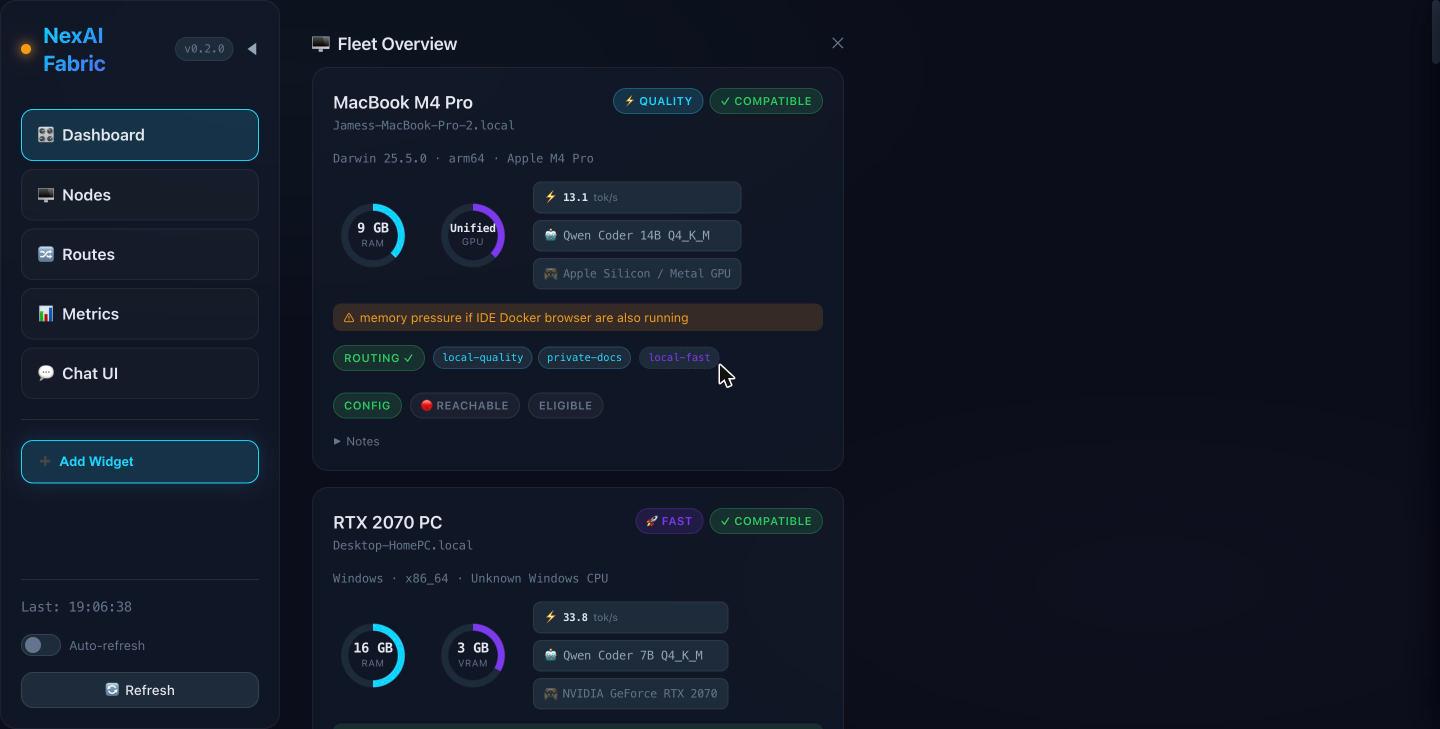 NexAI
Fabric
v0.2.0
Dashboard
Nodes
Routes
Metrics
Chat UI
Add Widget
Last: 19:06:38
Auto-refresh
Refresh
Fleet Overview
MacBook M4 Pro
QUALITY
✓ COMPATIBLE
Jamess-MacBook-Pro-2.local
Darwin 25.5.0 · arm64 · Apple M4 Pro
9 GB
RAM
Unified
GPU
13.1 tok/s
Qwen Coder 14B Q4_K_M
Apple Silicon / Metal GPU
⚠ memory pressure if IDE Docker browser are also running
ROUTING ✓
local-quality
private-docs
local-fast
CONFIG
REACHABLE
ELIGIBLE
▶ Notes
RTX 2070 PC
FAST
✓ COMPATIBLE
Desktop-HomePC.local
Windows · x86_64 · Unknown Windows CPU
16 GB
RAM
3 GB
VRAM
33.8 tok/s
Qwen Coder 7B Q4_K_M
NVIDIA GeForce RTX 2070